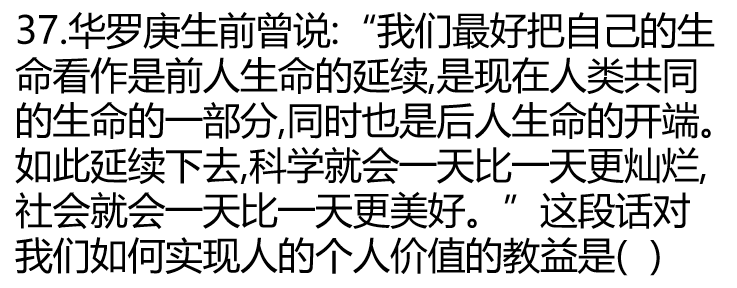 37.华罗庚生前曾说:“我们最好把自己的生
命看作是前人生命的延续,是现在人类共同
的生命的一部分,同时也是后人生命的开端。
如此延续下去,科学就会一天比一天更灿烂,
社会就会一天比一天更美好。”这段话对
我们如何实现人的个人价值的教益是( )